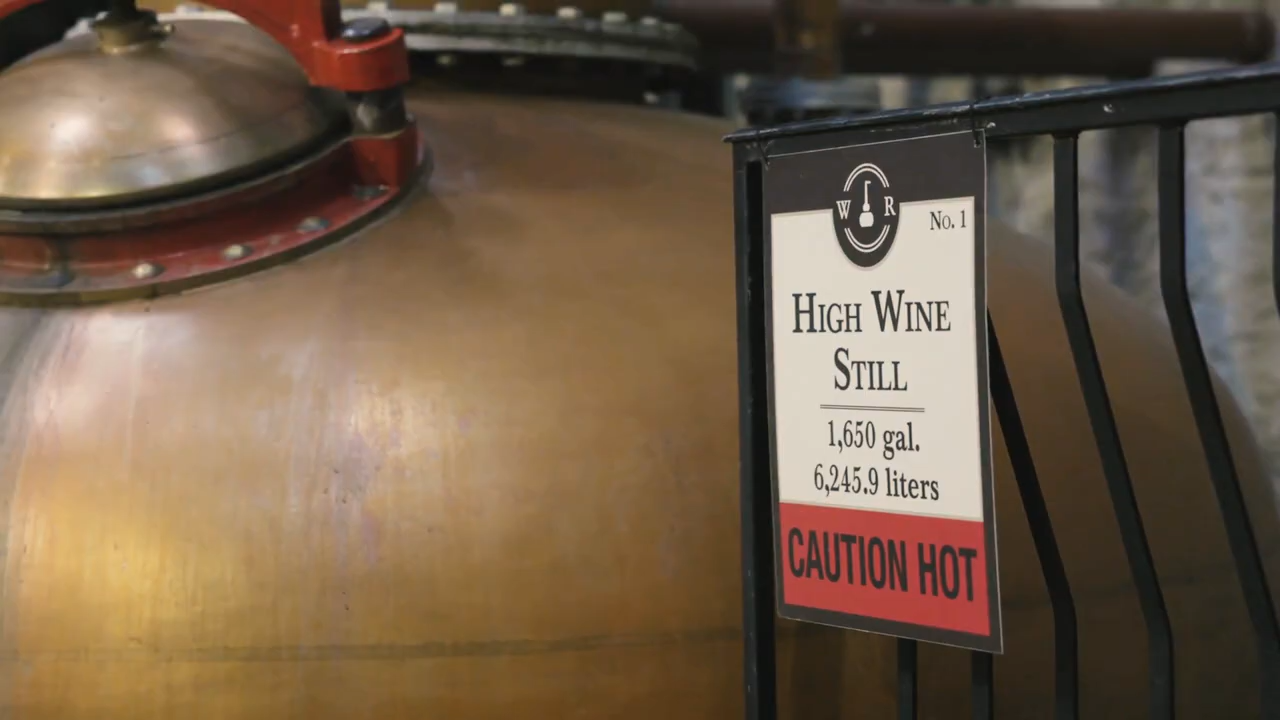 W R
No. 1
High Wine
Still
1,650 gal.
6,245.9 liters
CAUTION HOT